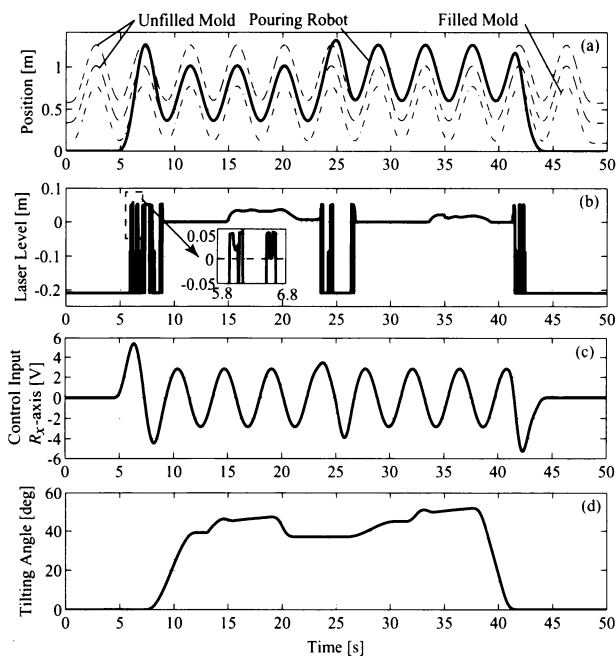 Unfilled Mold Pouring Robot Filled Mold
(a)
Position [m]
1
0.5
0
0 5 10 15 20 25 30 35 40 45 50
(b)
Laser Level [m]
0.1
0
-0.1
-0.2
0.05
0
-0.05
5.8 6.8
0 5 10 15 20 25 30 35 40 45 50
(c)
Control Input
Rx-axis [V]
6
4
2
0
-2
-4
-6
0 5 10 15 20 25 30 35 40 45 50
(d)
Tilting Angle [deg]
60
40
20
0
0 5 10 15 20 25 30 35 40 45 50
Time [s]